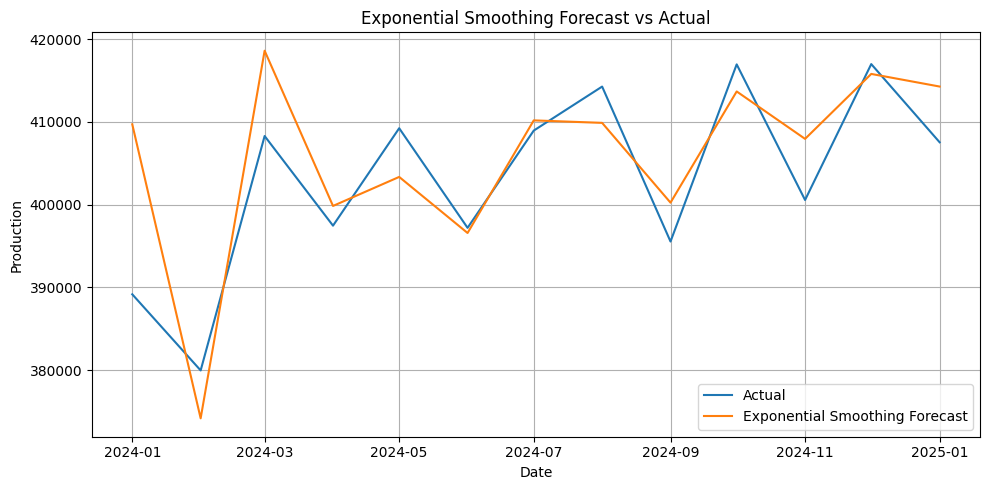 Exponential Smoothing Forecast vs Actual
420000
410000
400000
390000
380000
Production
2024-01 2024-03 2024-05 2024-07 2024-09 2024-11 2025-01
Date
Actual
Exponential Smoothing Forecast